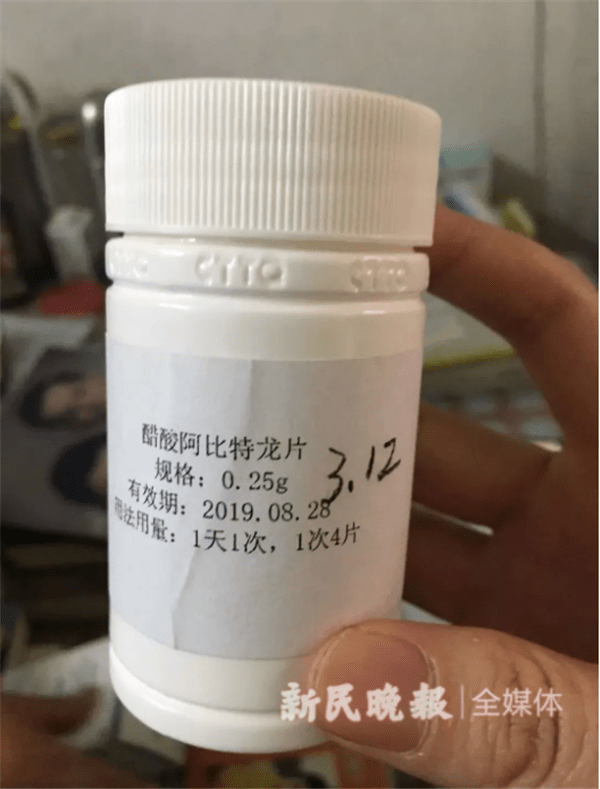 醋酸阿比特龙片
规格：0.25g
3.12
有效期：2019.08.28
用法用量：1天1次，1次4片
新民晚报|全媒体